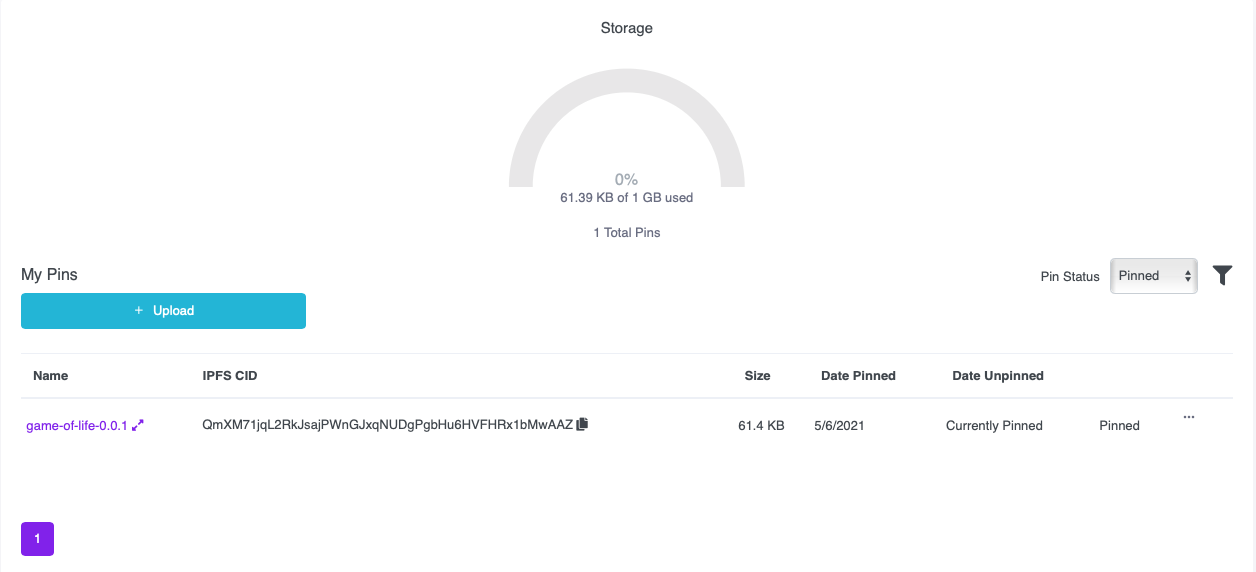 Storage
0%
61.39 KB of 1 GB used
1 Total Pins
My Pins
Pin Status Pinned
+ Upload
Name IPFS CID Size Date Pinned Date Unpinned
game-of-life-0.0.1 QmXM71jqL2RkJsajPWnGJxqNUDgPgbHu6HVFHRx1bMwAAZ 61.4 KB 5/6/2021 Currently Pinned Pinned ...
1